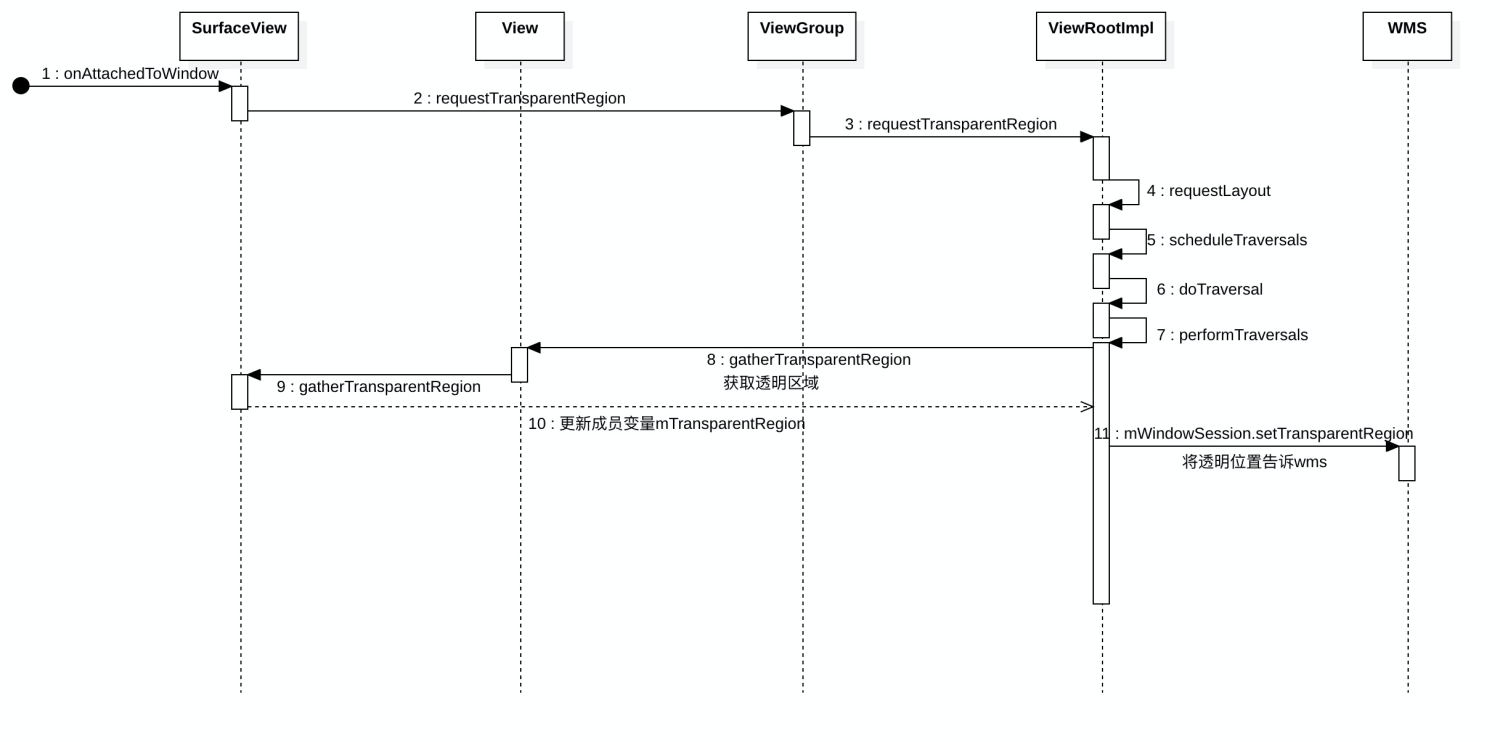 SurfaceView
View
ViewGroup
ViewRootImpl
WMS
1 : onAttachedToWindow
2 : requestTransparentRegion
3 : requestTransparentRegion
4 : requestLayout
5 : scheduleTraversals
6 : doTraversal
7 : performTraversals
8 : gatherTransparentRegion
获取透明区域
9 : gatherTransparentRegion
10 : 更新成员变量mTransparentRegion
11 : mWindowSession.setTransparentRegion
将透明位置告诉wms